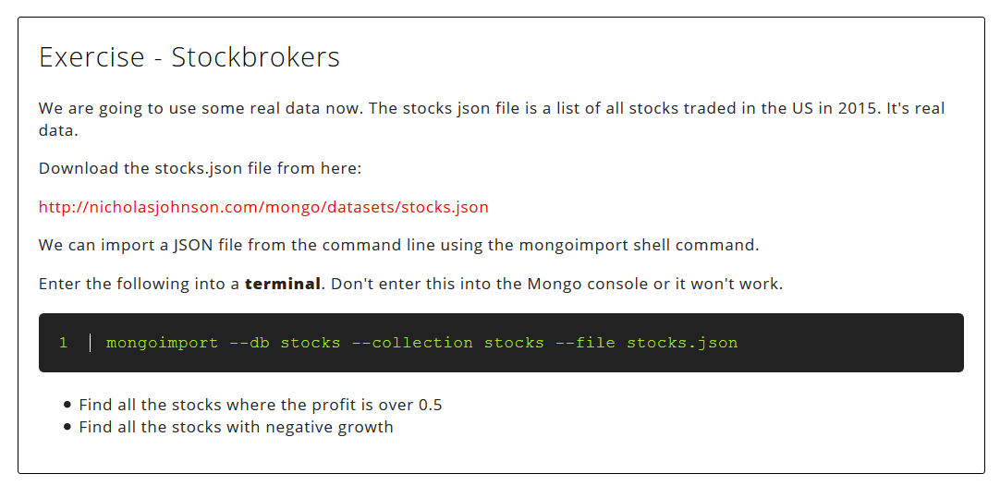 Exercise - Stockbrokers
We are going to use some real data now. The stocks json file is a list of all stocks traded in the US in 2015. It's real
data.
Download the stocks.json file from here:
http://nicholasjohnson.com/mongo/datasets/stocks.json
We can import a JSON file from the command line using the mongoimport shell command.
Enter the following into a terminal. Don't enter this into the Mongo console or it won't work.
1 | mongoimport --db stocks --collection stocks --file stocks.json
• Find all the stocks where the profit is over 0.5
• Find all the stocks with negative growth